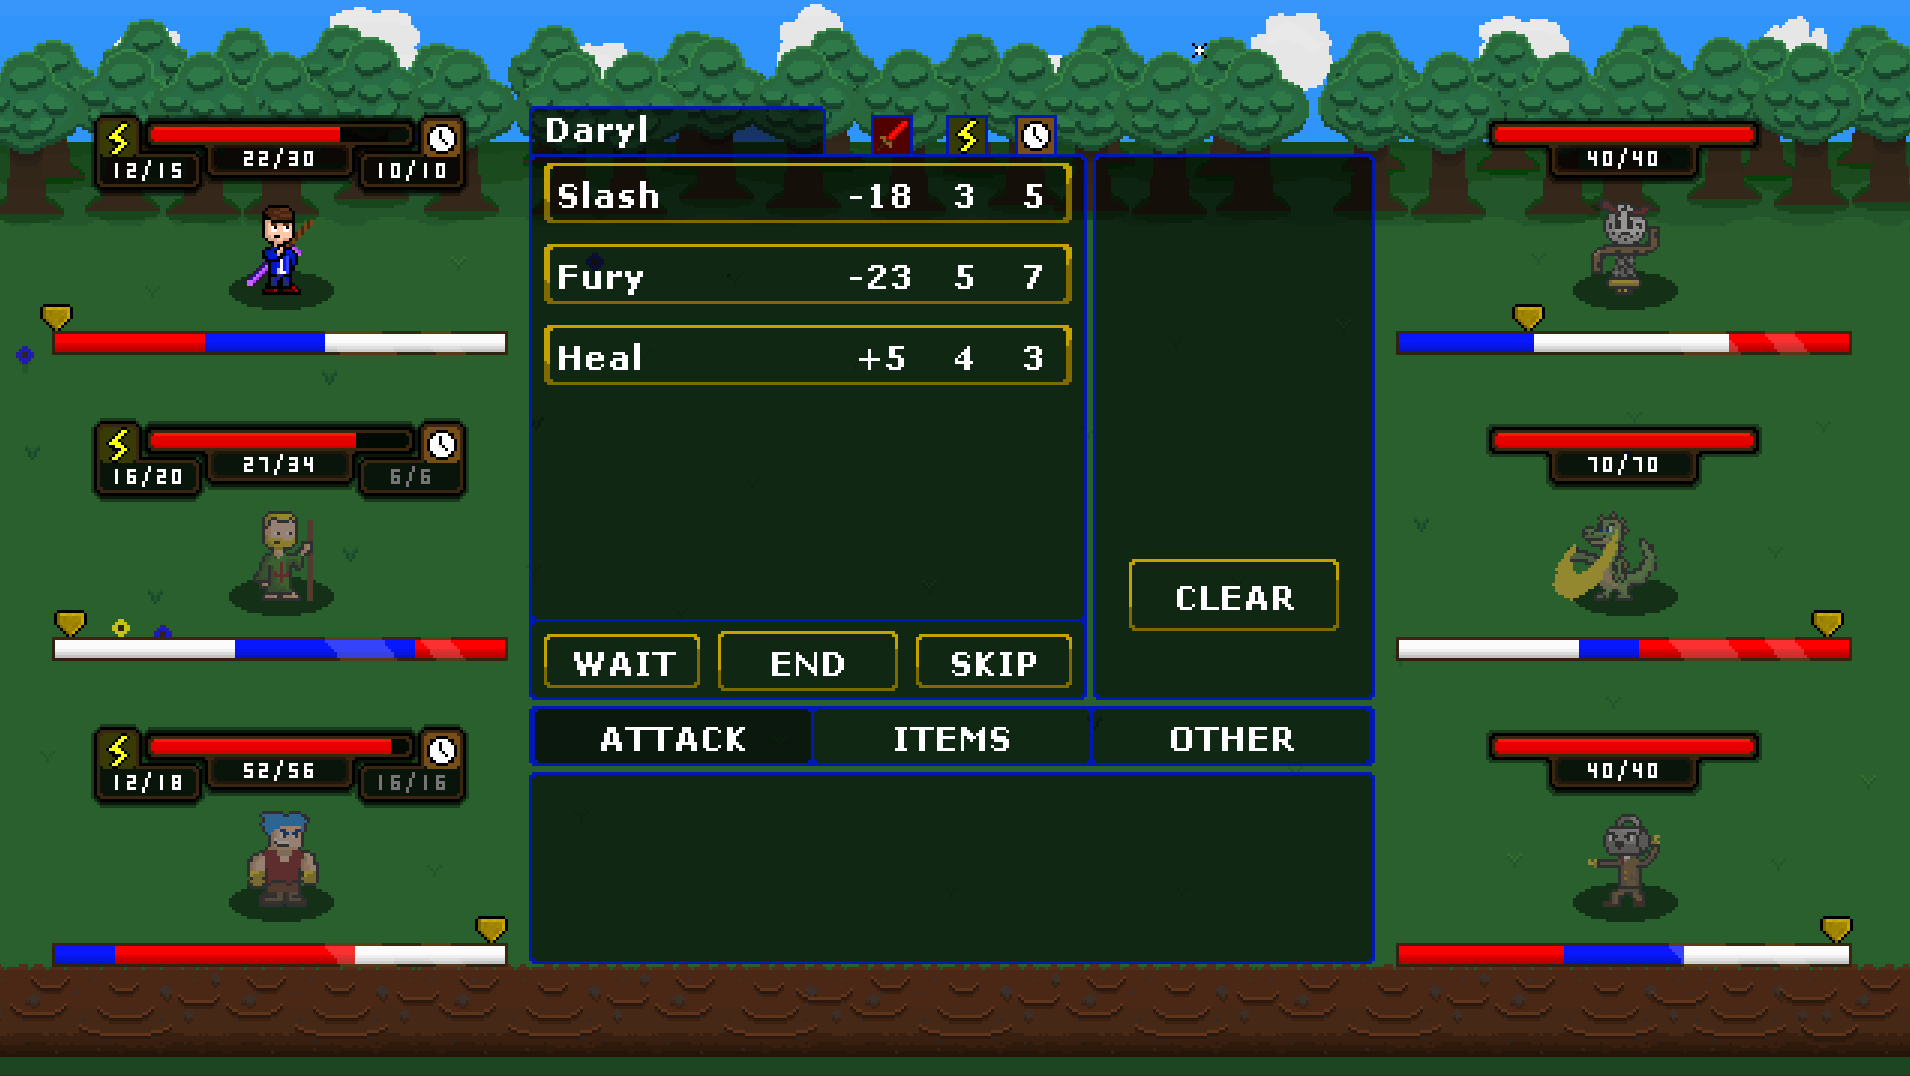 12/15 22/30 10/10
16/20 27/34 6/6
12/18 52/56 16/16
Daryl
Slash -18 3 5
Fury -23 5 7
Heal +5 4 3
CLEAR
WAIT END SKIP
ATTACK ITEMS OTHER
40/40
70/70
40/40